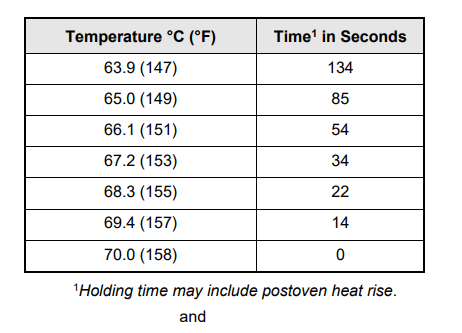 Temperature °C (°F) Time¹ in Seconds
63.9 (147) 134
65.0 (149) 85
66.1 (151) 54
67.2 (153) 34
68.3 (155) 22
69.4 (157) 14
70.0 (158) 0
¹Holding time may include postoven heat rise.
and